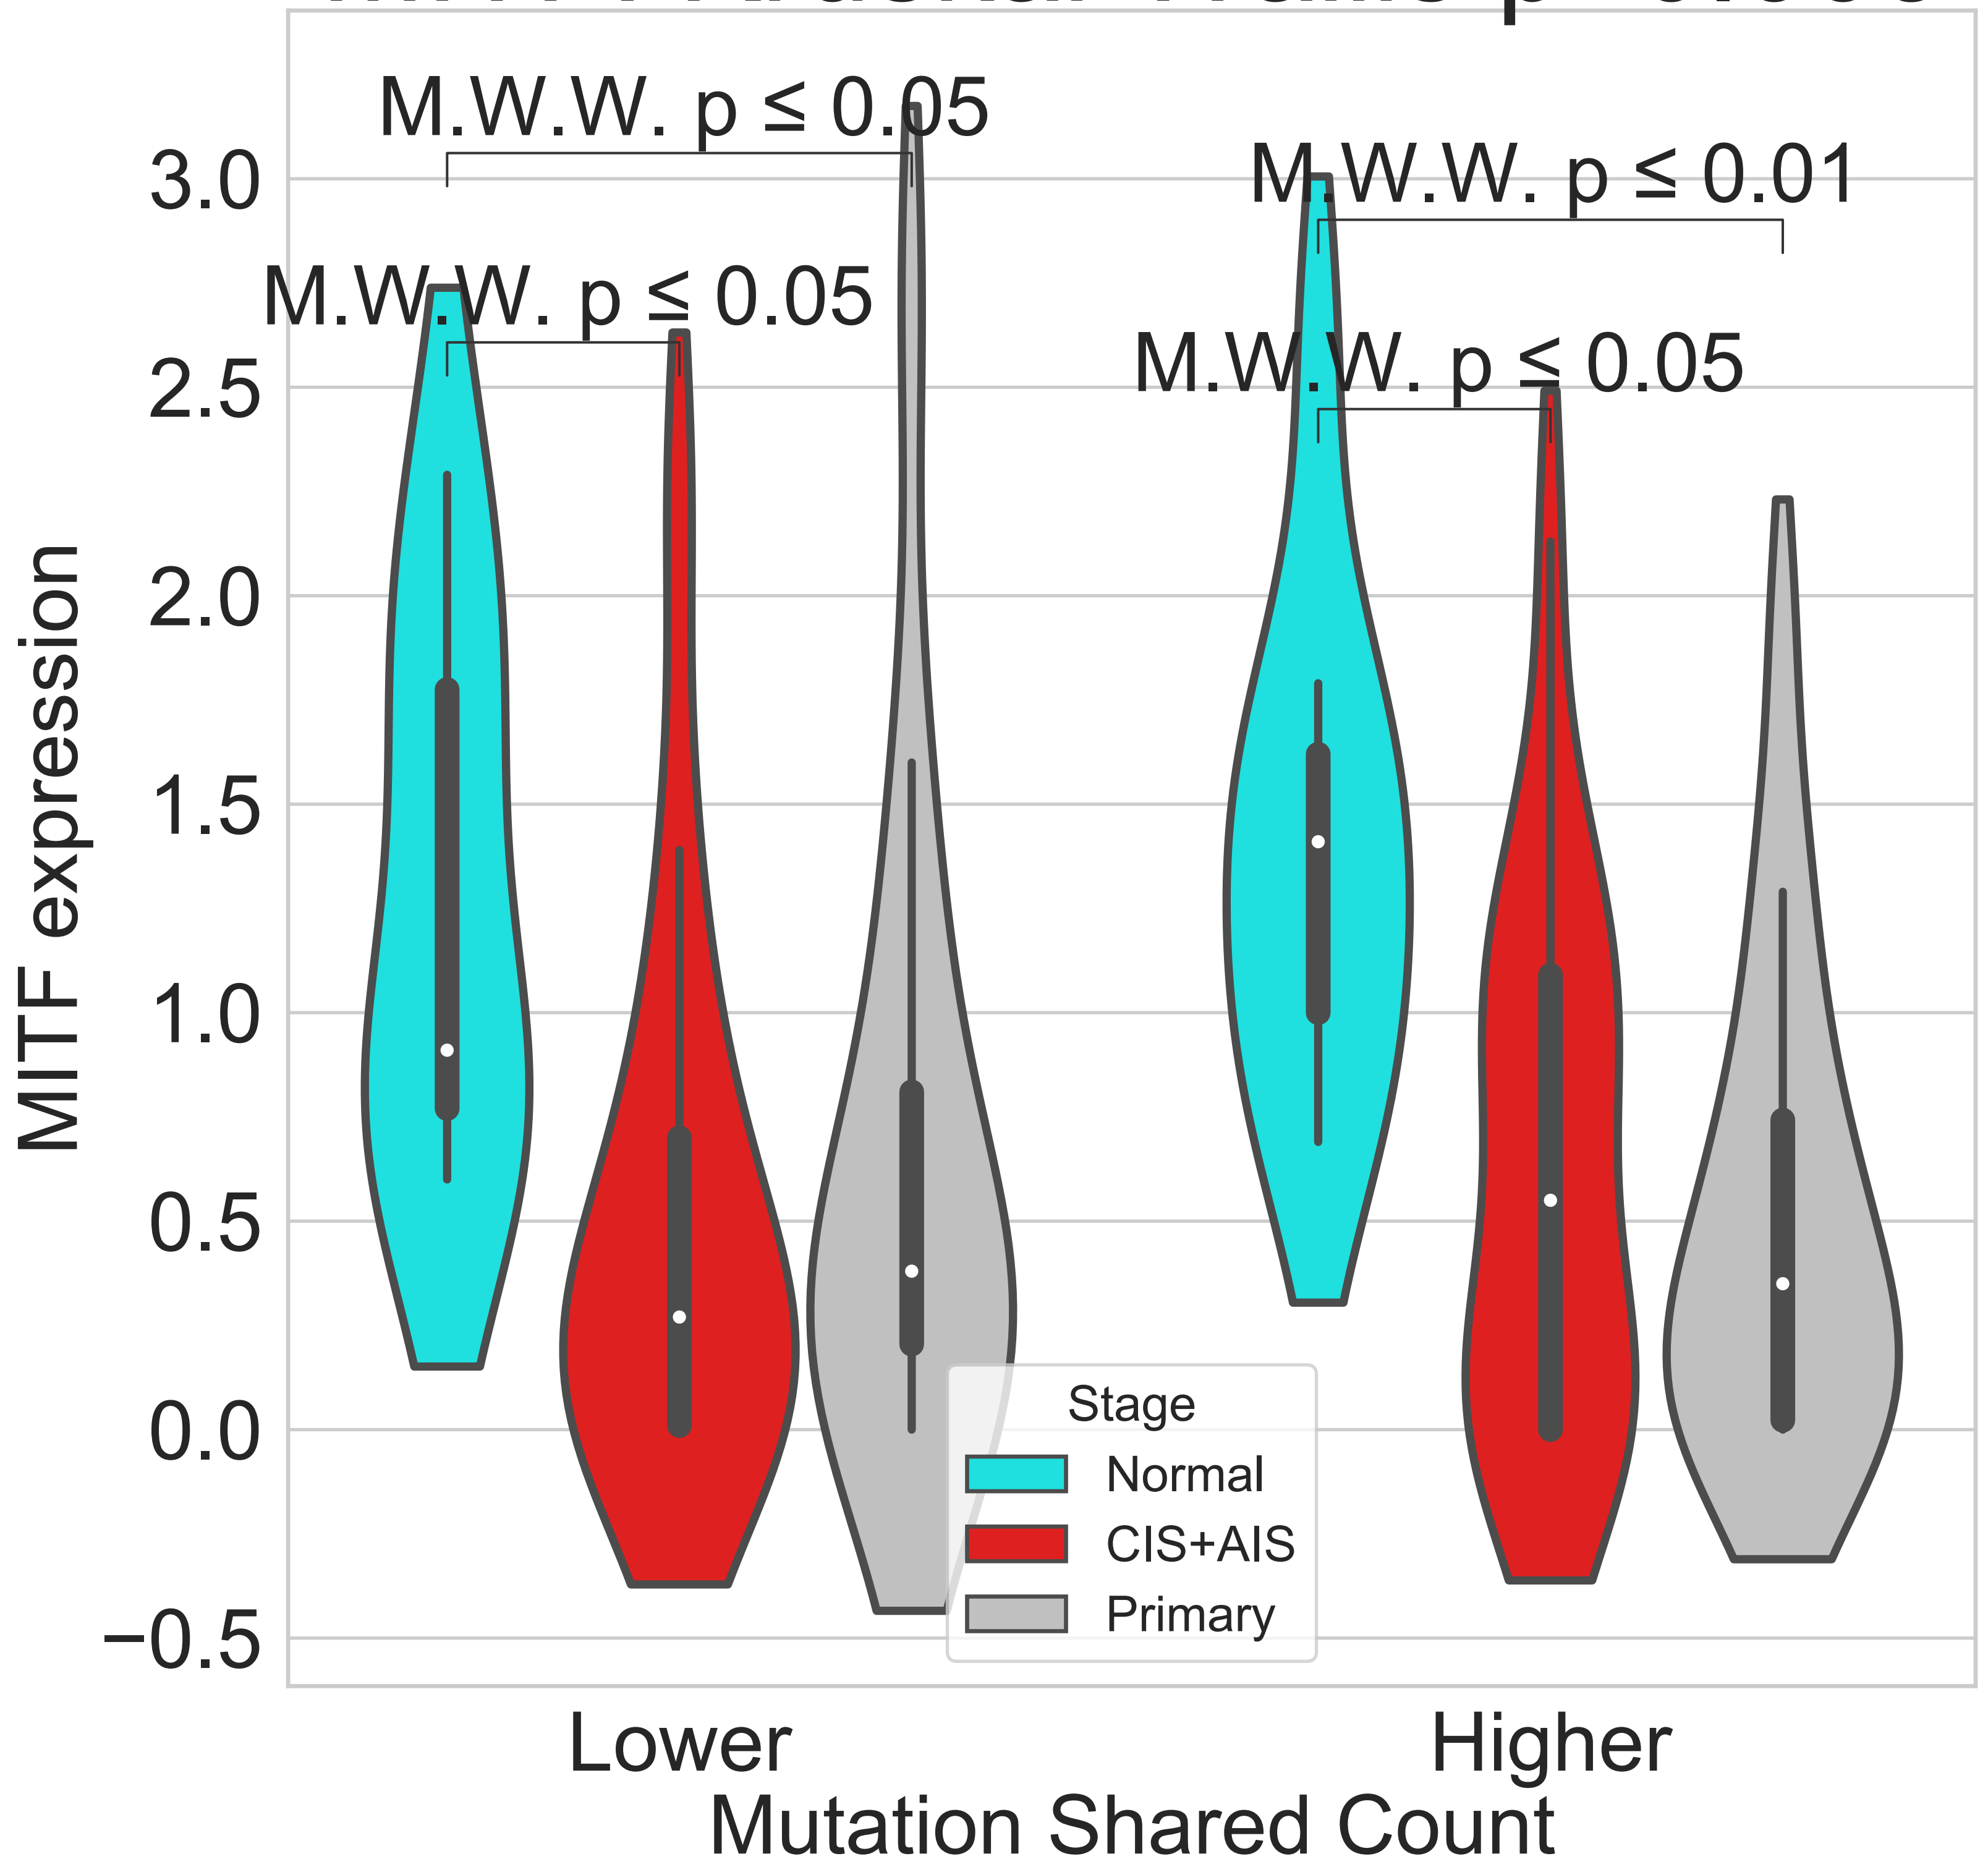 M.W.W. p ≤ 0.05
M.W.W. p ≤ 0.01
M.W.W. p ≤ 0.05
M.W.W. p ≤ 0.05
3.0
2.5
2.0
1.5
1.0
0.5
0.0
−0.5
MITF expression
Stage
Normal
CIS+AIS
Primary
Lower
Higher
Mutation Shared Count